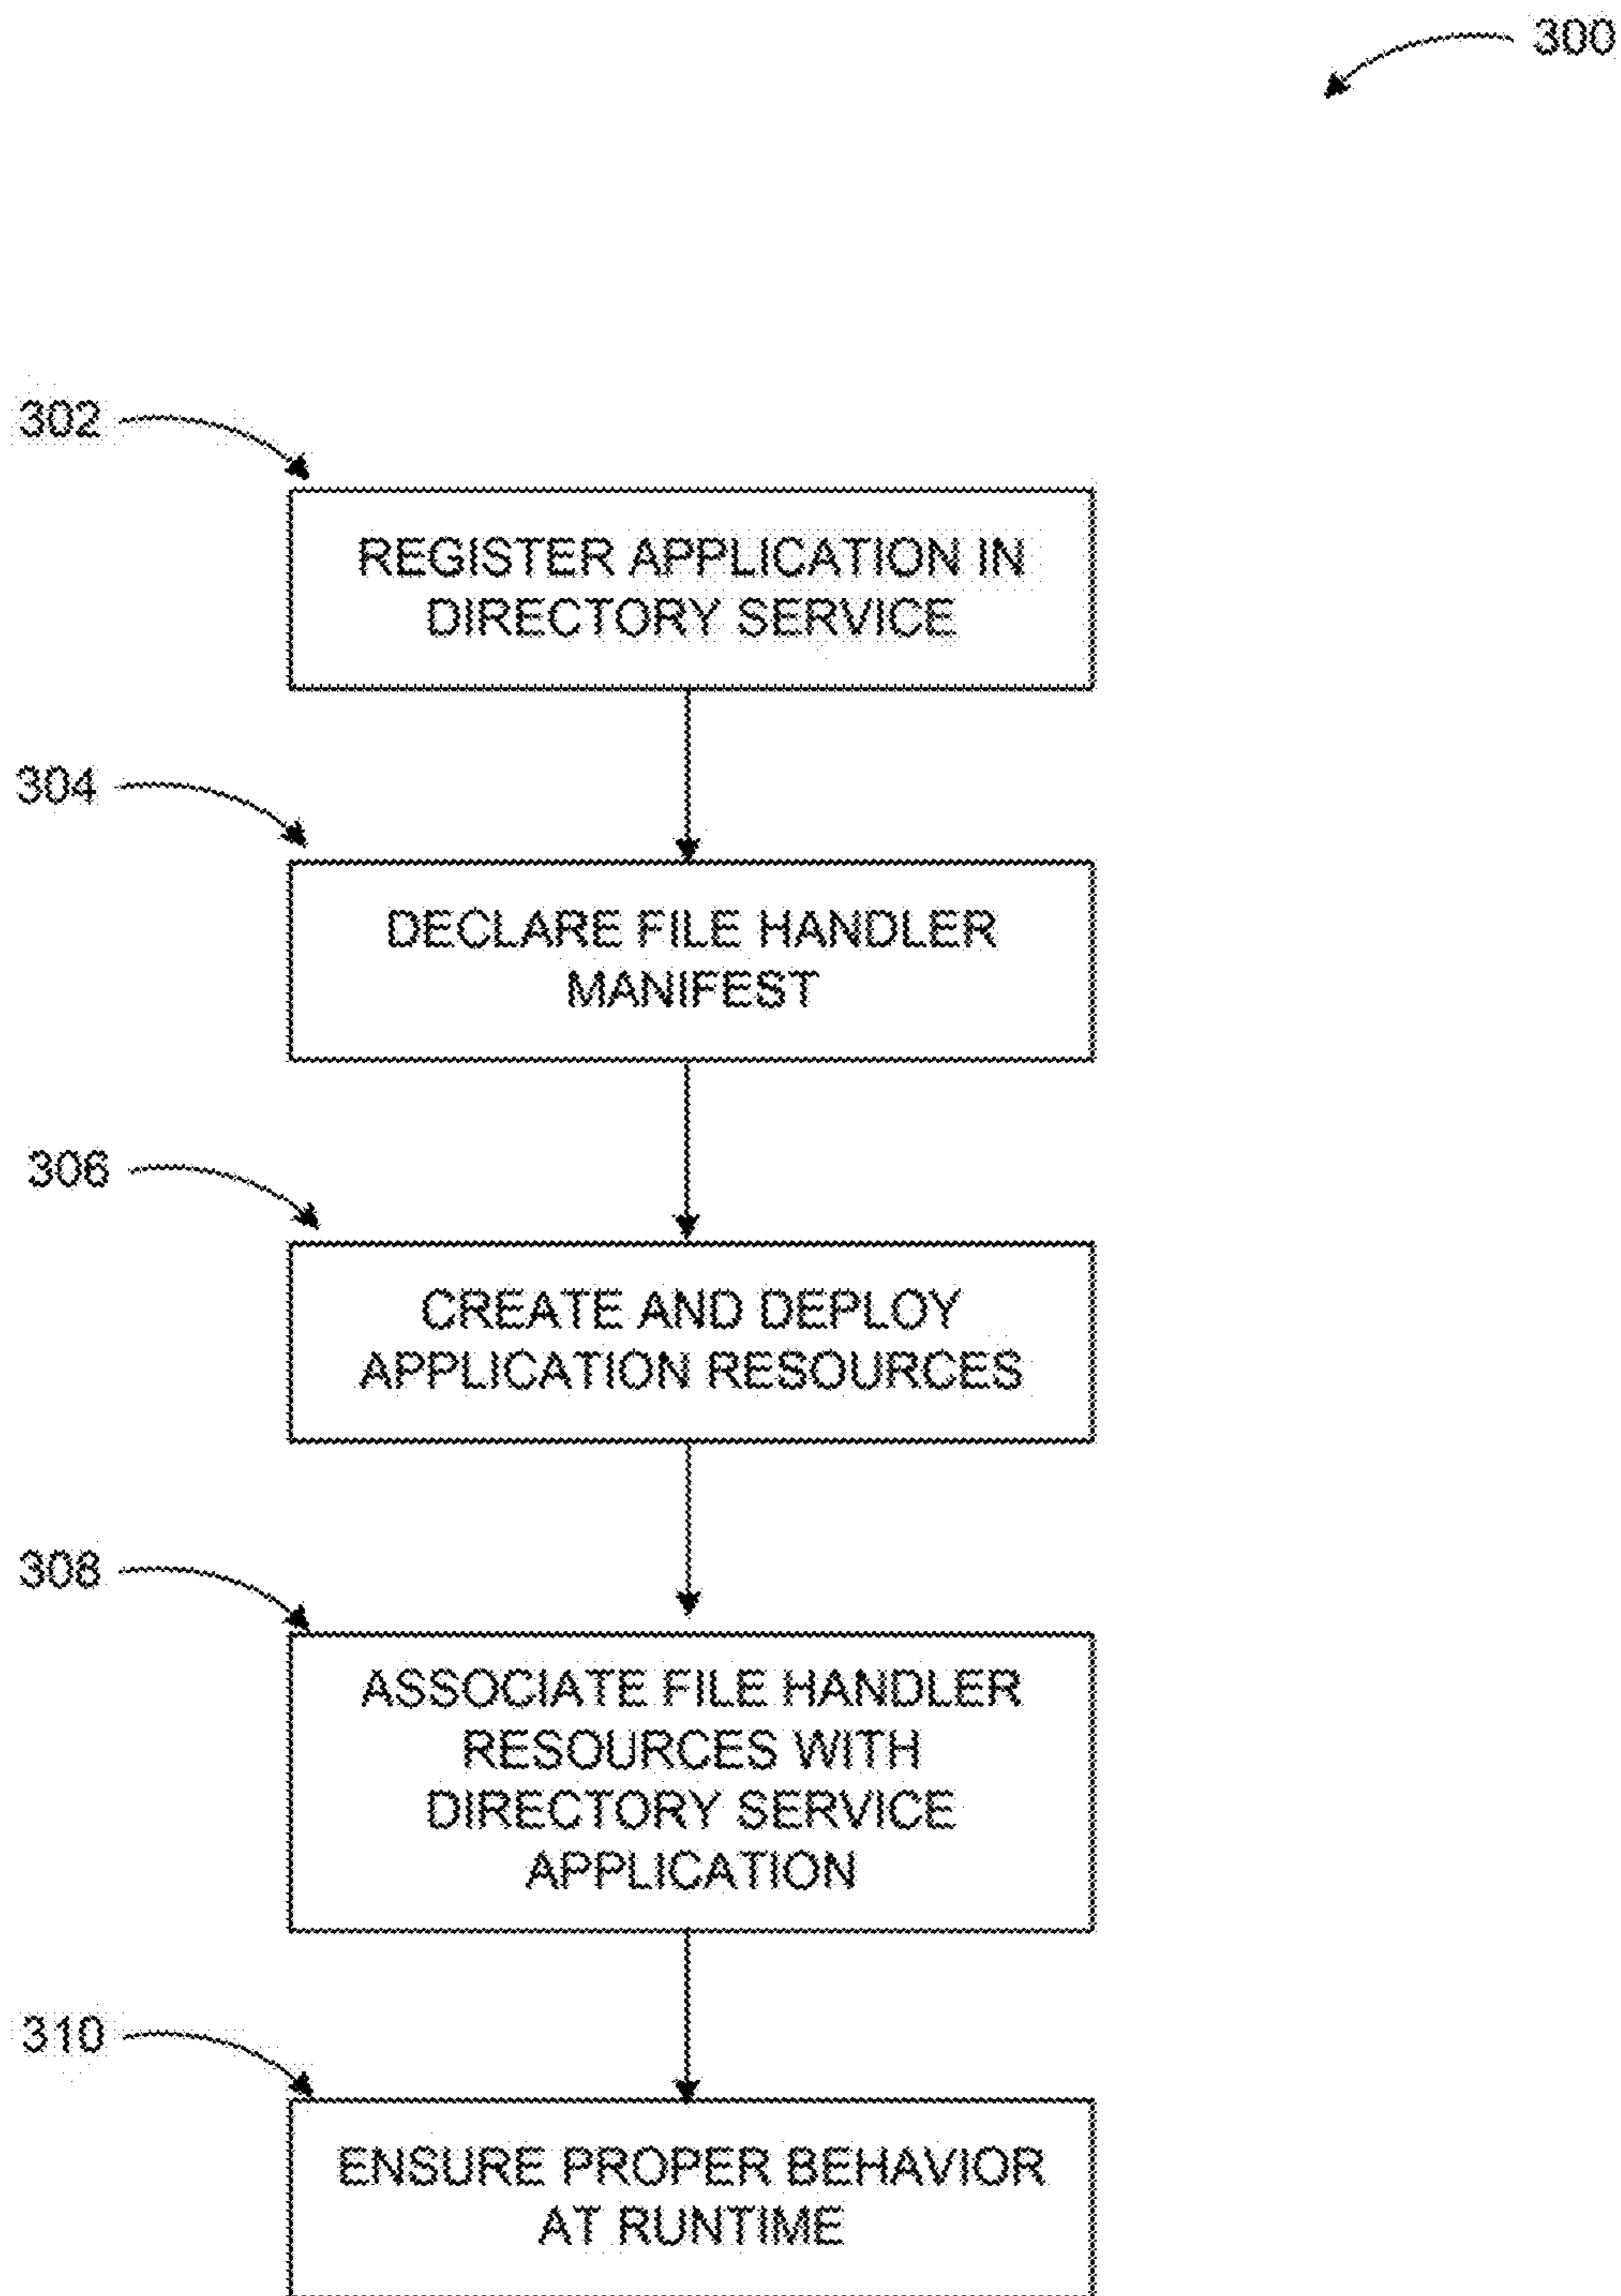 300
302
REGISTER APPLICATION IN
DIRECTORY SERVICE
304
DECLARE FILE HANDLER
MANIFEST
306
CREATE AND DEPLOY
APPLICATION RESOURCES
308
ASSOCIATE FILE HANDLER
RESOURCES WITH
DIRECTORY SERVICE
APPLICATION
310
ENSURE PROPER BEHAVIOR
AT RUNTIME